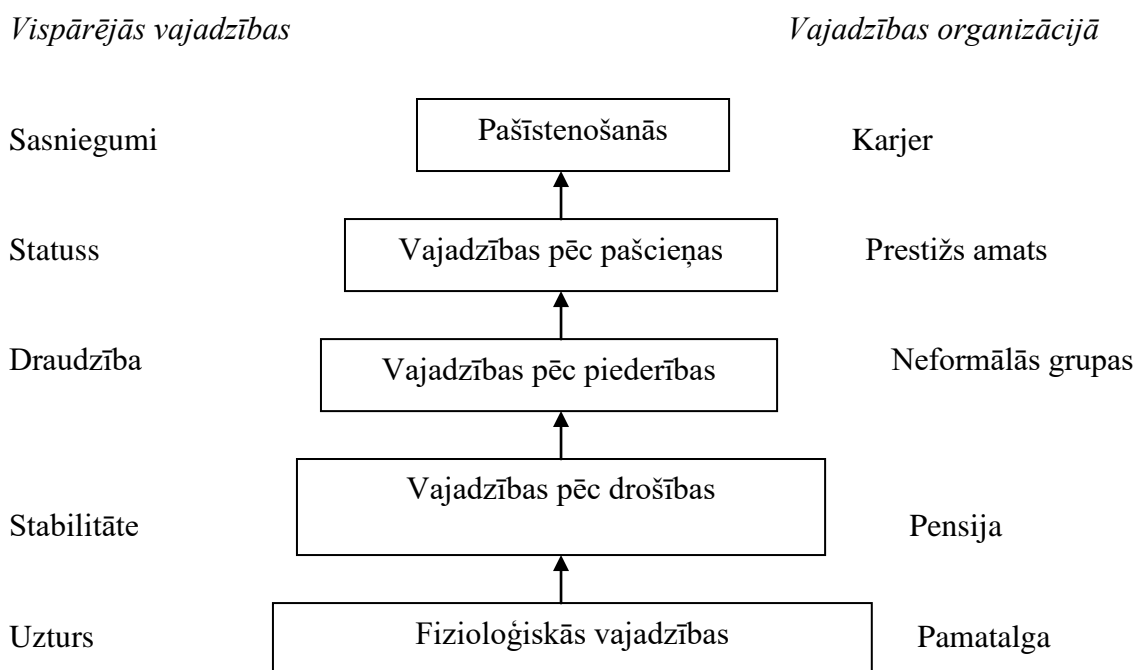 Vispārējās vajadzības Vajadzības organizācijā
Sasniegumi Pašīstenošanās Karjer
Statuss Vajadzības pēc pašcieņas Prestižs amats
Draudzība Vajadzības pēc piederības Neformālās grupas
Vajadzības pēc drošības
Stabilitāte Pensija
Uzturs Fizioloģiskās vajadzības Pamatalga